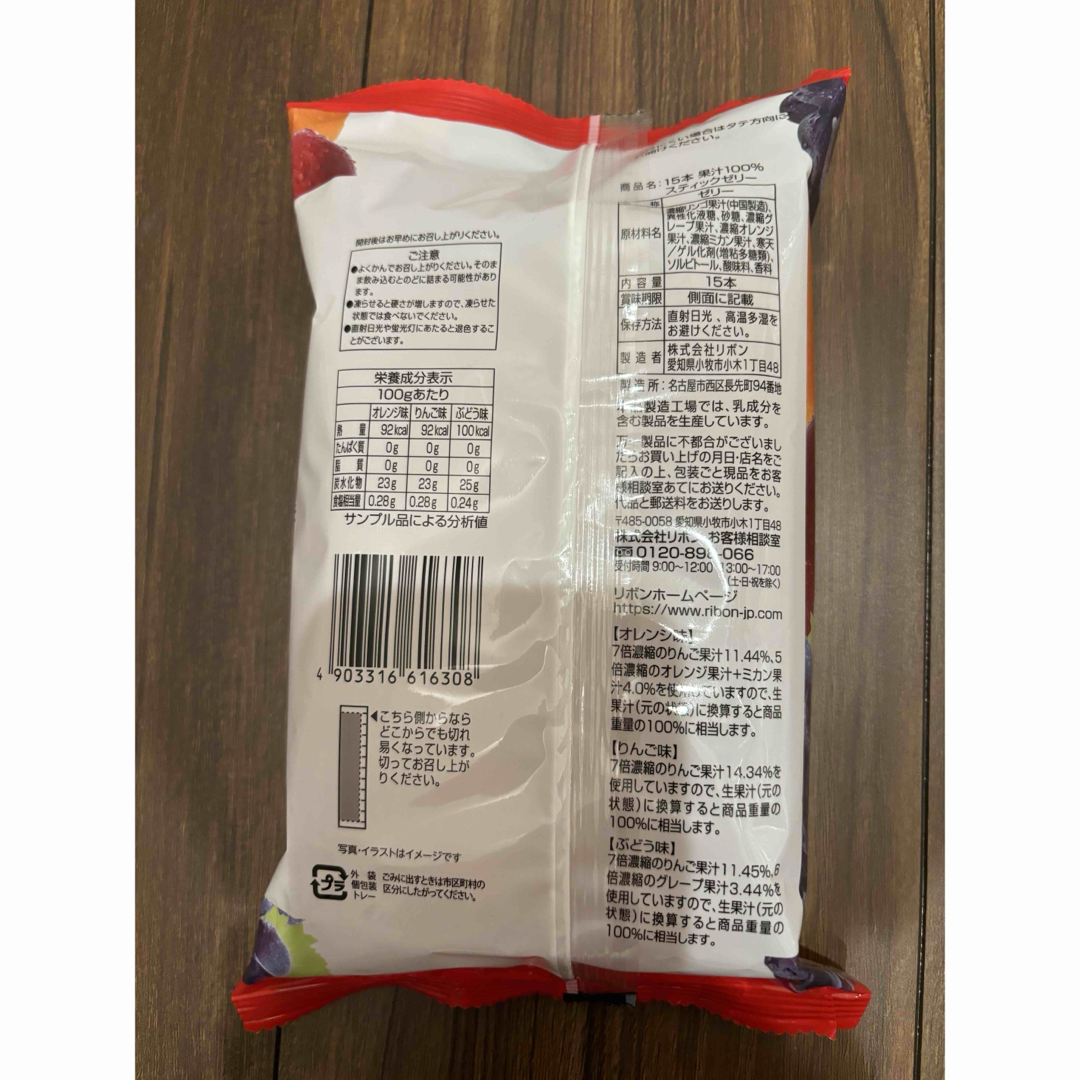 開封後はお早めにお召し上がりください。
ご注意
●よくかんでお召し上がりください。そのま
ま飲み込むとのどに詰まる可能性があり
ます。
●凍らせると硬さが増しますので、凍らせた
状態では食べないでください。
●直射日光や蛍光灯にあたると退色するこ
とがございます。
栄養成分表示
100gあたり
オレンジ味 りんご味 ぶどう味
熱量 92kcal 92kcal 100kcal
たんぱく質 0g 0g 0g
脂質 0g 0g 0g
炭水化物 23g 23g 25g
食塩相当量 0.28g 0.28g 0.24g
サンプル品による分析値
4 903316 616308
◀こちら側からなら
どこからでも切れ
易くなっています。
切ってお召し上が
りください。
写真・イラストはイメージです
プラ
外袋
個包装
トレー
ごみに出すときは市区町村の
区分にしたがってください。
い場合はタテ方向に
ください。
商品名:15本 果汁100%
スティックゼリー
称 ゼリー
原材料名 濃縮リンゴ果汁(中国製造)、
異性化液糖、砂糖、濃縮グ
レープ果汁、濃縮オレンジ
果汁、濃縮ミカン果汁、寒天
/ゲル化剤(増粘多糖類)、
ソルビトール、酸味料、香料
内容量 15本
賞味期限 側面に記載
保存方法 直射日光、高温多湿を
お避けください。
製造者 株式会社リボン
愛知県小牧市小木1丁目48
製造所:名古屋市西区長先町94番地
製造工場では、乳成分を
含む製品を生産しています。
万一製品に不都合がございまし
たらお買い上げの月日・店名をご
記入の上、包装ごと現品をお客
様相談室あてにお送りください。
代品と郵送料をお送りします。
〒485-0058 愛知県小牧市小木1丁目48
株式会社リボン お客様相談室
0120-898-066
受付時間 9:00~12:00 13:00~17:00
(土・日・祝を除く)
リボンホームページ
https://www.ribon-jp.com
【オレンジ味】
7倍濃縮のりんご果汁11.44%、5
倍濃縮のオレンジ果汁+ミカン果
汁4.0%を使用していますので、生
果汁(元の状態)に換算すると商品
重量の100%に相当します。
【りんご味】
7倍濃縮のりんご果汁14.34%を
使用していますので、生果汁(元の
状態)に換算すると商品重量の
100%に相当します。
【ぶどう味】
7倍濃縮のりんご果汁11.45%、6
倍濃縮のグレープ果汁3.44%を
使用していますので、生果汁(元の
状態)に換算すると商品重量の
100%に相当します。